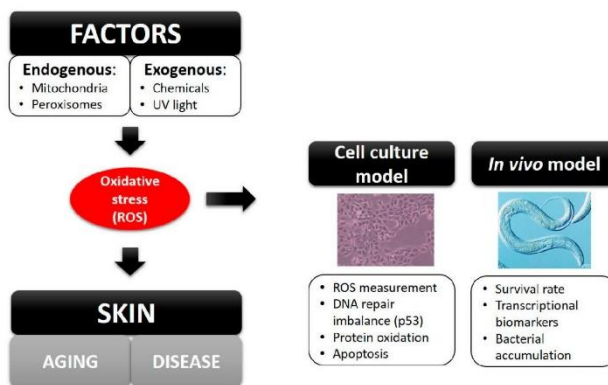 FACTORS
Endogenous:
• Mitochondria
• Peroxisomes
Exogenous:
• Chemicals
• UV light
Oxidative
stress
(ROS)
SKIN
AGING
DISEASE
Cell culture
model
• ROS measurement
• DNA repair
imbalance (p53)
• Protein oxidation
• Apoptosis
In vivo model
• Survival rate
• Transcriptional
biomarkers
• Bacterial
accumulation